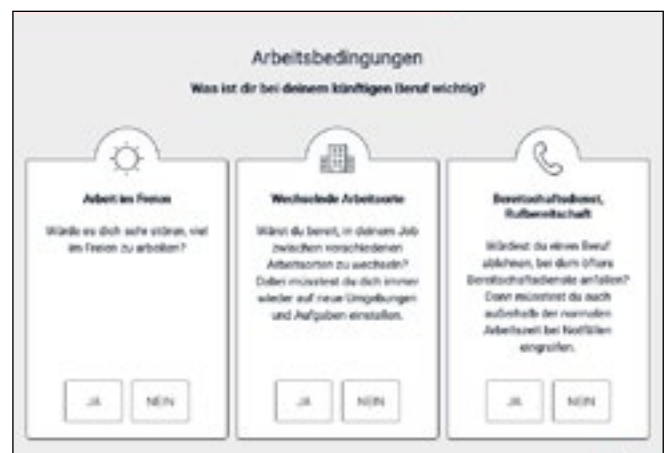 Arbeitsbedingungen
Was ist dir bei deinem künftigen Beruf wichtig?
Arbeit im Freien
Würde es dich sehr stören, viel
im Freien zu arbeiten?
JA
NEIN
Wechselnde Arbeitsorte
Wärst du bereit, in deinem Job
zwischen verschiedenen
Arbeitsorten zu wechseln?
Dabei müsstest du dich immer
wieder auf neue Umgebungen
und Aufgaben einstellen.
JA
NEIN
Bereitschaftsdienst,
Rufbereitschaft
Würdest du einen Beruf
ablehnen, bei dem öfters
Bereitschaftsdienste anfallen?
Dann müsstest du auch
außerhalb der normalen
Arbeitszeit bei Notfällen
eingreifen.
JA
NEIN